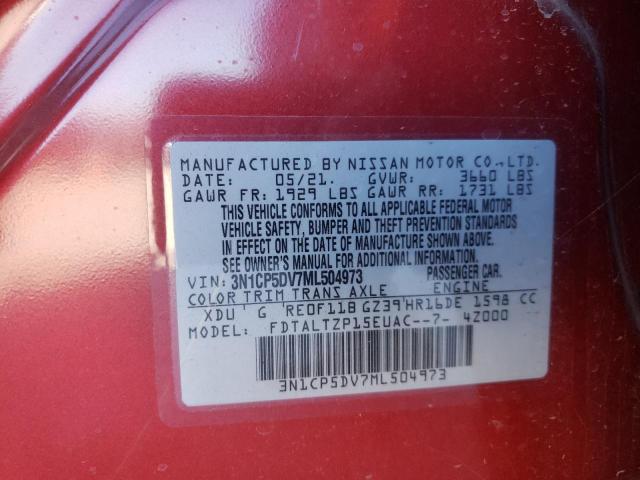 MANUFACTURED BY NISSAN MOTOR CO.,LTD.
DATE: 05/21. GVWR: 3660 LBS
GAWR FR: 1929 LBS GAWR RR: 1731 LBS
THIS VEHICLE CONFORMS TO ALL APPLICABLE FEDERAL MOTOR
VEHICLE SAFETY, BUMPER AND THEFT PREVENTION STANDARDS
IN EFFECT ON THE DATE OF MANUFACTURE SHOWN ABOVE.
SEE OWNER'S MANUAL FOR ADDITIONAL INFORMATION.
VIN: 3N1CP5DV7ML504973 PASSENGER CAR.
COLOR TRIM TRANS AXLE ENGINE
XDU G RE0F11B GZ39 HR16DE 1598 CC
MODEL: FDTALTZP15EUAC--7- 4Z000
3N1CP5DV7ML504973